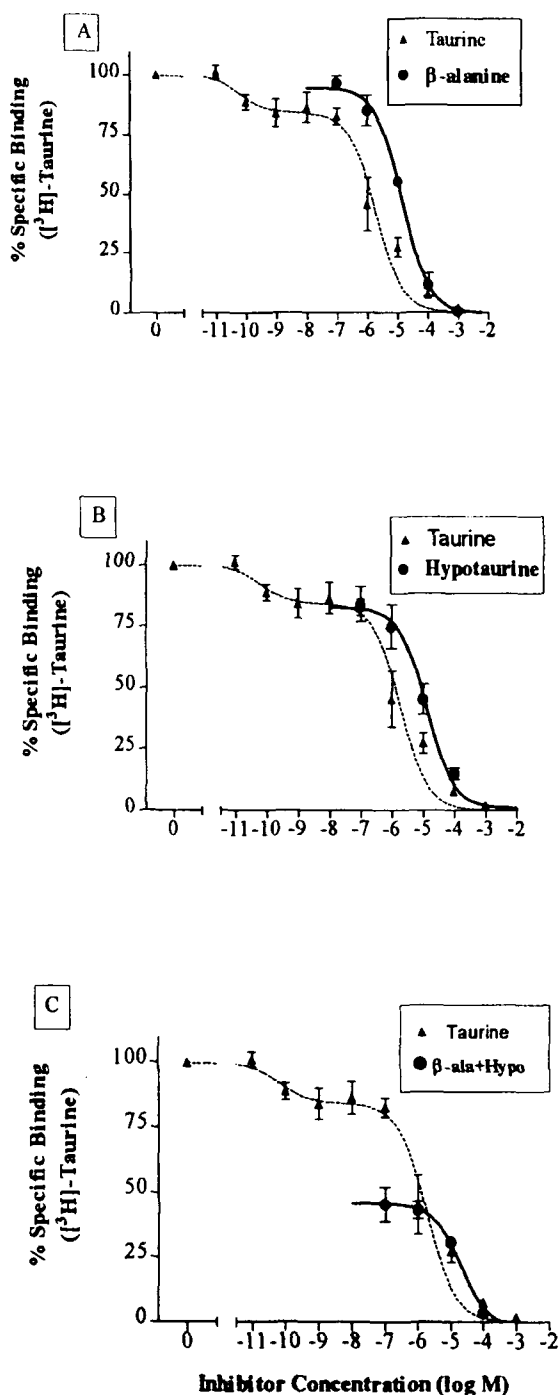 A
Taurine
β-alanine
% Specific Binding
([³H]-Taurine)
100
75
50
25
0
0 -11 -10 -9 -8 -7 -6 -5 -4 -3 -2
B
Taurine
Hypotaurine
% Specific Binding
([³H]-Taurine)
100
75
50
25
0
0 -11 -10 -9 -8 -7 -6 -5 -4 -3 -2
C
Taurine
β-ala+Hypo
% Specific Binding
([³H]-Taurine)
100
75
50
25
0
0 -11 -10 -9 -8 -7 -6 -5 -4 -3 -2
Inhibitor Concentration (log M)